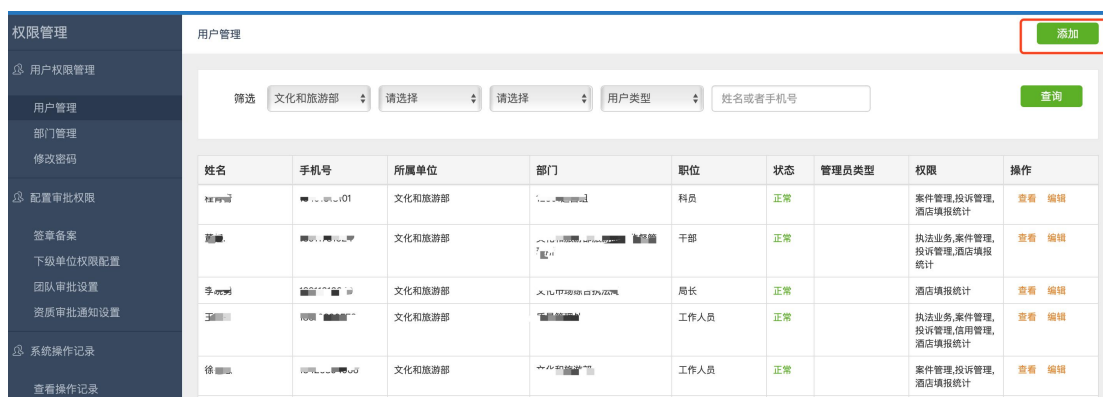 权限管理
用户管理
添加
用户权限管理
用户管理
部门管理
修改密码
配置审批权限
签章备案
下级单位权限配置
团队审批设置
资质审批通知设置
系统操作记录
查看操作记录
筛选 文化和旅游部 请选择 请选择 用户类型 姓名或者手机号 查询
姓名 手机号 所属单位 部门 职位 状态 管理员类型 权限 操作
01 文化和旅游部 科员 正常 案件管理,投诉管理, 查看 编辑
酒店填报统计
文化和旅游部 干部 正常 执法业务,案件管理, 查看 编辑
投诉管理,酒店填报
统计
李 文化和旅游部 局长 正常 酒店填报统计 查看 编辑
文化和旅游部 工作人员 正常 执法业务,案件管理, 查看 编辑
投诉管理,信用管理,
酒店填报统计
徐 文化和旅游部 工作人员 正常 案件管理,投诉管理, 查看 编辑
酒店填报统计